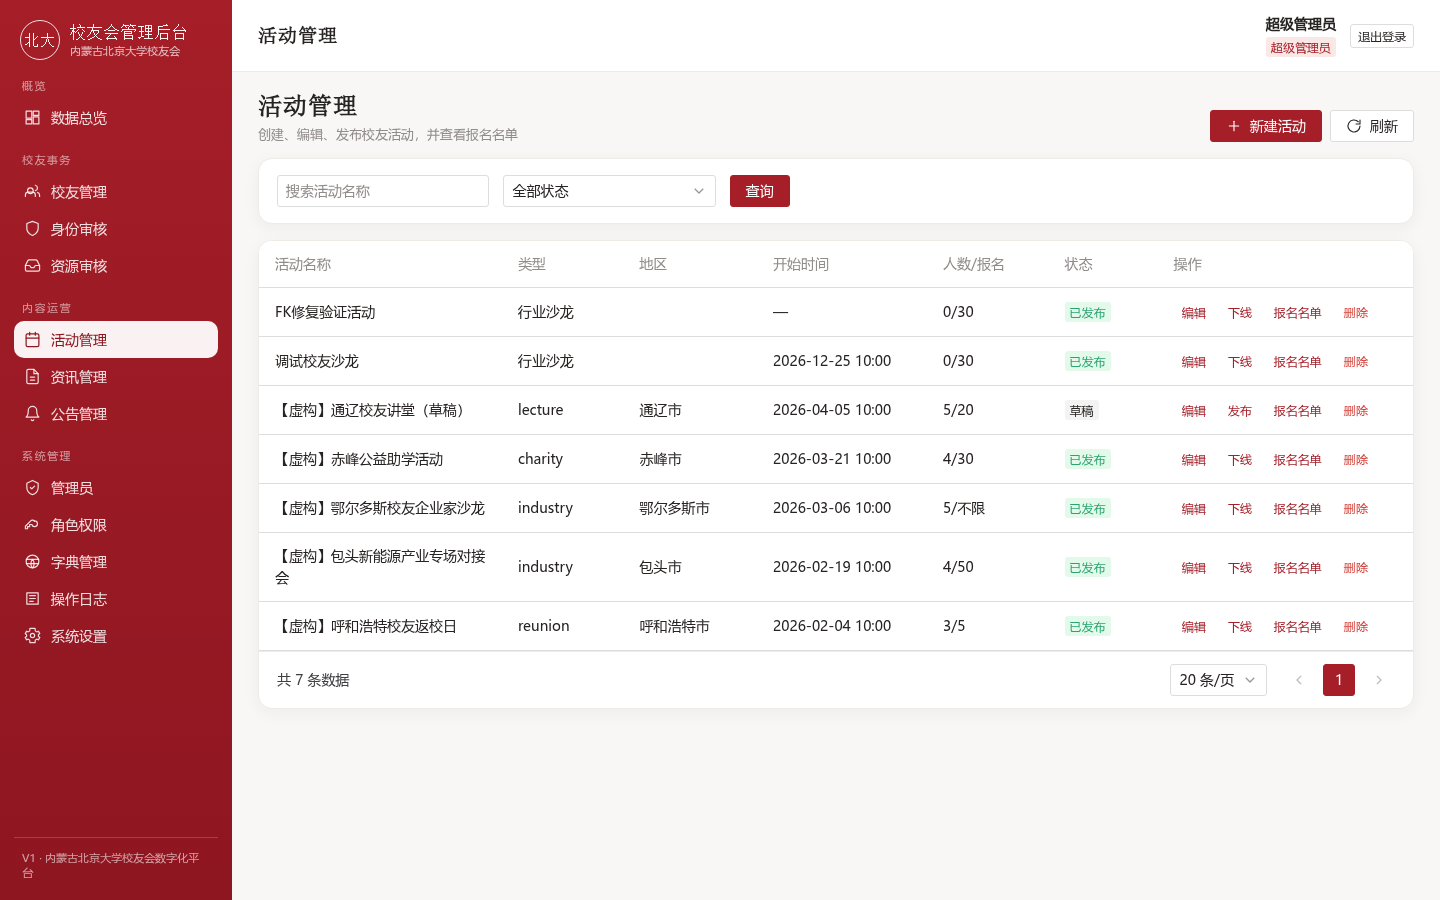 北大
校友会管理后台
内蒙古北京大学校友会
概览
数据总览
校友事务
校友管理
身份审核
资源审核
内容运营
活动管理
资讯管理
公告管理
系统管理
管理员
角色权限
字典管理
操作日志
系统设置
V1 · 内蒙古北京大学校友会数字化平
台
活动管理
超级管理员
超级管理员
退出登录
活动管理
创建、编辑、发布校友活动，并查看报名名单
新建活动
刷新
搜索活动名称
全部状态
查询
活动名称 类型 地区 开始时间 人数/报名 状态 操作
FK修复验证活动 行业沙龙 — 0/30 已发布 编辑 下线 报名名单 删除
调试校友沙龙 行业沙龙 2026-12-25 10:00 0/30 已发布 编辑 下线 报名名单 删除
【虚构】通辽校友讲堂（草稿） lecture 通辽市 2026-04-05 10:00 5/20 草稿 编辑 发布 报名名单 删除
【虚构】赤峰公益助学活动 charity 赤峰市 2026-03-21 10:00 4/30 已发布 编辑 下线 报名名单 删除
【虚构】鄂尔多斯校友企业家沙龙 industry 鄂尔多斯市 2026-03-06 10:00 5/不限 已发布 编辑 下线 报名名单 删除
【虚构】包头新能源产业专场对接
会 industry 包头市 2026-02-19 10:00 4/50 已发布 编辑 下线 报名名单 删除
【虚构】呼和浩特校友返校日 reunion 呼和浩特市 2026-02-04 10:00 3/5 已发布 编辑 下线 报名名单 删除
共 7 条数据
20 条/页
1